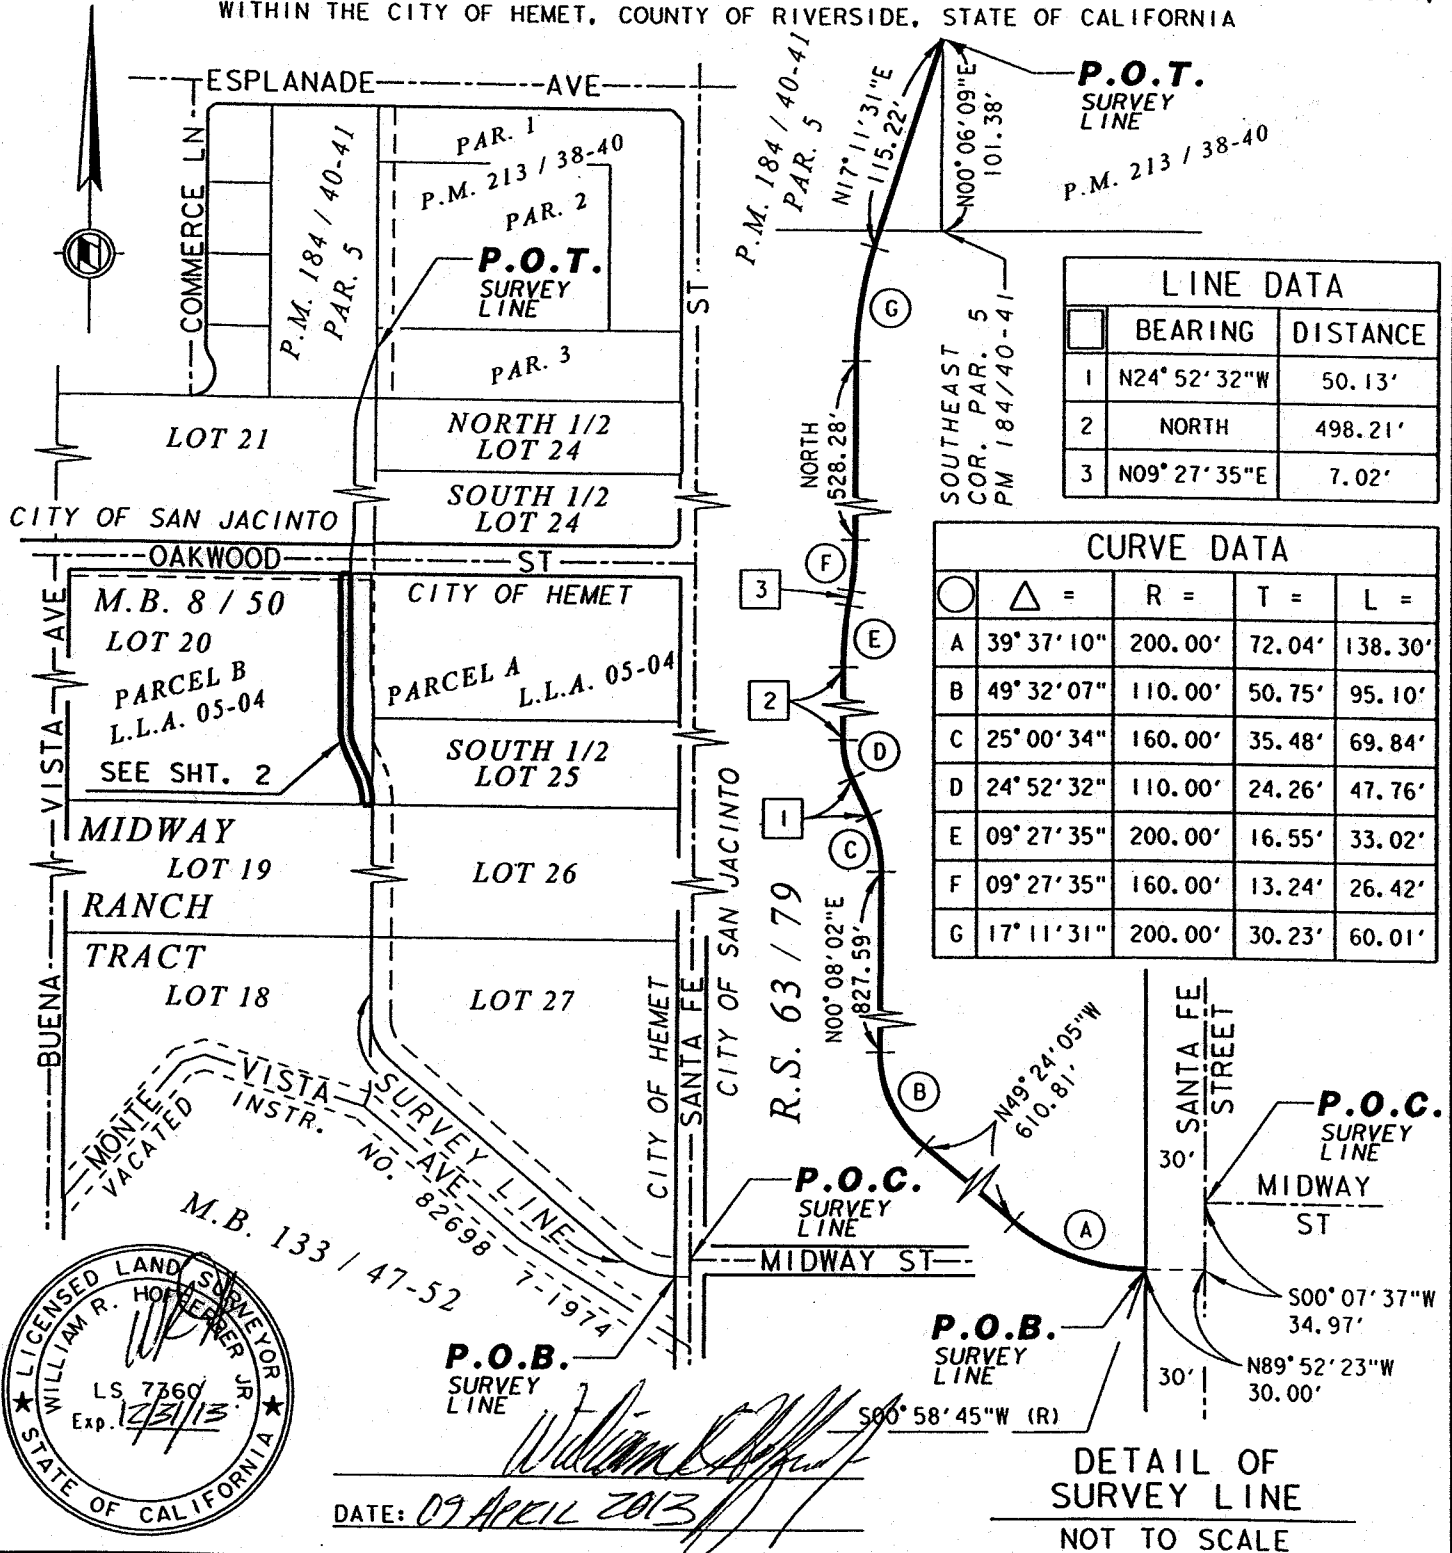 WITHIN THE CITY OF HEMET, COUNTY OF RIVERSIDE, STATE OF CALIFORNIA
ESPLANADE AVE
COMMERCE LN
P.M. 184 / 40-41
PAR. 5
PAR. 1
P.M. 213 / 38-40
PAR. 2
P.O.T.
SURVEY
LINE
PAR. 3
ST
LOT 21
NORTH 1/2
LOT 24
SOUTH 1/2
LOT 24
CITY OF SAN JACINTO
OAKWOOD ST
M.B. 8 / 50
LOT 20
PARCEL B
L.L.A. 05-04
CITY OF HEMET
PARCEL A
L.L.A. 05-04
SEE SHT. 2
SOUTH 1/2
LOT 25
MIDWAY
LOT 19
RANCH
LOT 26
TRACT
LOT 18
LOT 27
BUENA VISTA AVE
MONTE VISTA AVE
VACATED
INSTR. NO. 82698 7-1974
SURVEY LINE
M.B. 133 / 47-52
CITY OF HEMET
SANTA FE
CITY OF SAN JACINTO
CITY OF SAN JACINTO
R.S. 63 / 79
P.O.C.
SURVEY
LINE
MIDWAY ST
P.O.B.
SURVEY
LINE
P.M. 184 / 40-41
PAR. 5
N17°11'31"E
115.22'
N00°06'09"E
101.38'
P.O.T.
SURVEY
LINE
P.M. 213 / 38-40
G
SOUTHEAST
COR. PAR. 5
PM 184/40-41
NORTH
528.28'
F
3
E
2
D
1
C
N00°08'02"E
827.59'
B
N49°24'05"W
610.81'
A
LINE DATA
BEARING DISTANCE
1 N24°52'32"W 50.13'
2 NORTH 498.21'
3 N09°27'35"E 7.02'
CURVE DATA
△ = R = T = L =
A 39°37'10" 200.00' 72.04' 138.30'
B 49°32'07" 110.00' 50.75' 95.10'
C 25°00'34" 160.00' 35.48' 69.84'
D 24°52'32" 110.00' 24.26' 47.76'
E 09°27'35" 200.00' 16.55' 33.02'
F 09°27'35" 160.00' 13.24' 26.42'
G 17°11'31" 200.00' 30.23' 60.01'
SANTA FE
STREET
30'
P.O.C.
SURVEY
LINE
MIDWAY
ST
S00°07'37"W
34.97'
N89°52'23"W
30.00'
30'
P.O.B.
SURVEY
LINE
S00°58'45"W (R)
DETAIL OF
SURVEY LINE
NOT TO SCALE
LICENSED LAND SURVEYOR
WILLIAM R. HOFFERBER JR.
LS 7360
Exp. 12/31/13
STATE OF CALIFORNIA
DATE: 09 APRIL 2013